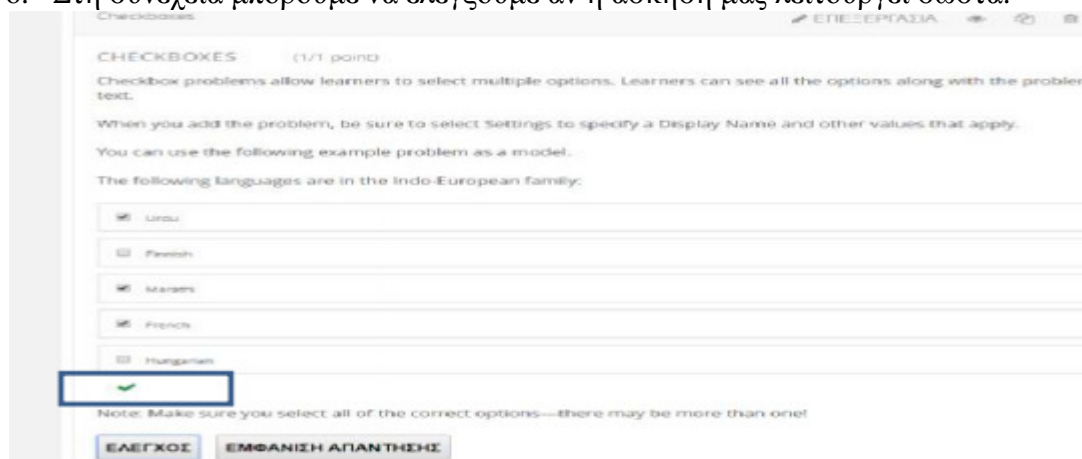 Στη συνέχεια μπορούμε να ελέγξουμε αν η άσκηση μας λειτουργεί σωστά.
Checkboxes ΕΠΕΞΕΡΓΑΣΙΑ
CHECKBOXES (1/1 point)
Checkbox problems allow learners to select multiple options. Learners can see all the options along with the problem
text.
When you add the problem, be sure to select Settings to specify a Display Name and other values that apply.
You can use the following example problem as a model.
The following languages are in the Indo-European family:
Urdu
Finnish
Marathi
French
Hungarian
Note: Make sure you select all of the correct options—there may be more than one!
ΕΛΕΓΧΟΣ ΕΜΦΑΝΙΣΗ ΑΠΑΝΤΗΣΗΣ